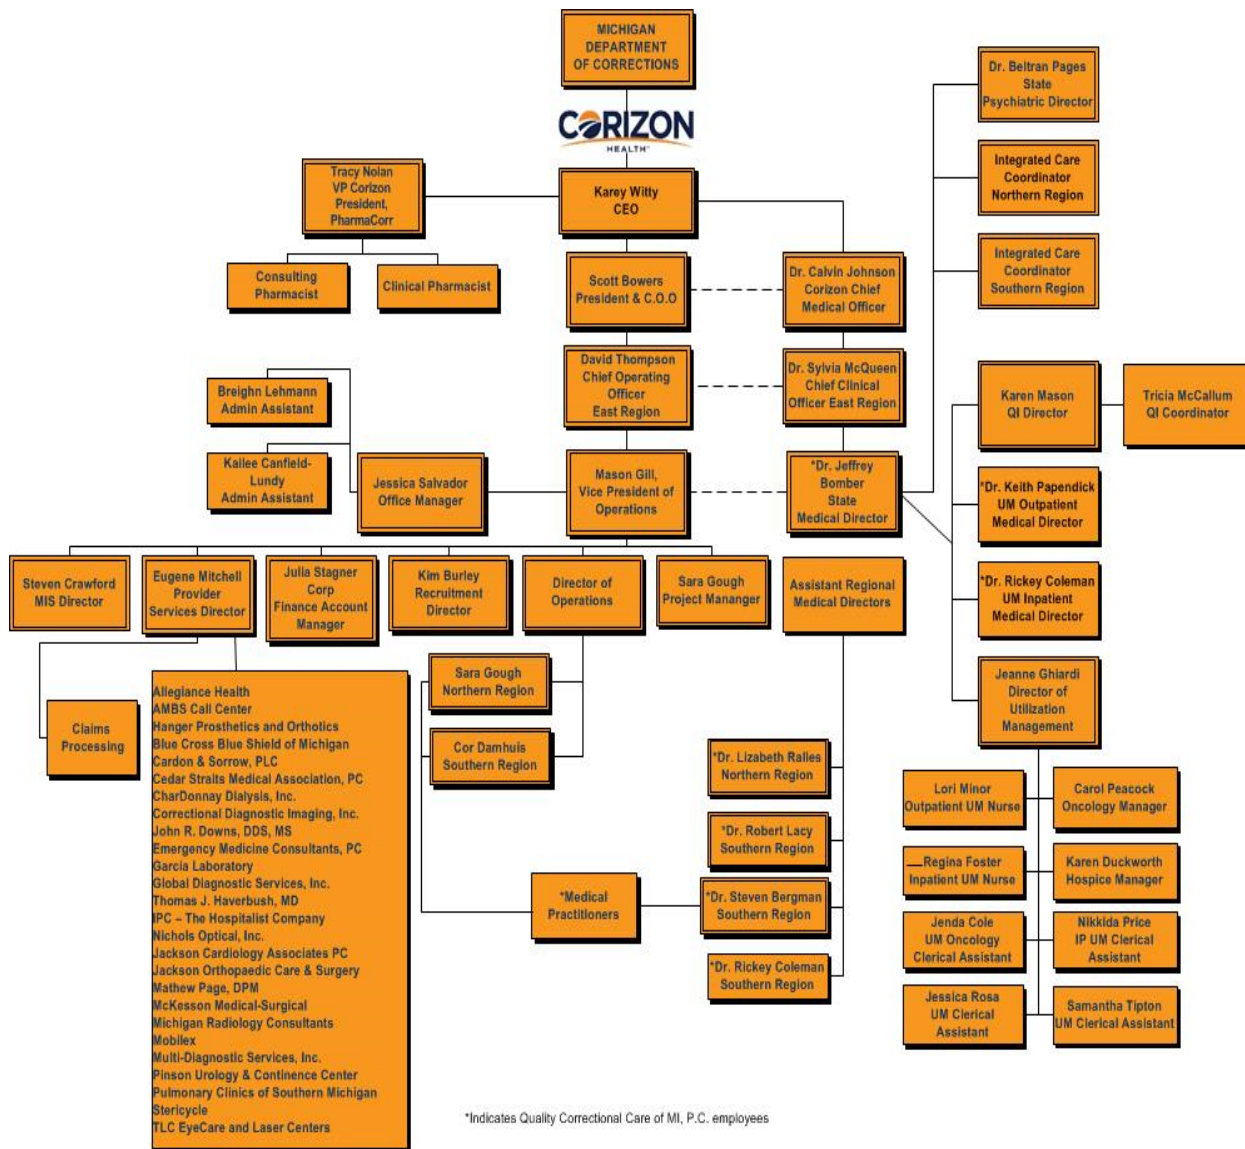 MICHIGAN
DEPARTMENT
OF CORRECTIONS
CORIZON
HEALTH™
Tracy Nolan
VP Corizon
President,
PharmaCorr
Karey Witty
CEO
Consulting
Pharmacist
Clinical Pharmacist
Scott Bowers
President & C.O.O
Dr. Calvin Johnson
Corizon Chief
Medical Officer
Dr. Beltran Pages
State
Psychiatric Director
Integrated Care
Coordinator
Northern Region
Integrated Care
Coordinator
Southern Region
David Thompson
Chief Operating
Officer
East Region
Dr. Sylvia McQueen
Chief Clinical
Officer East Region
Breighn Lehmann
Admin Assistant
Kailee Canfield-
Lundy
Admin Assistant
Jessica Salvador
Office Manager
Mason Gill,
Vice President of
Operations
*Dr. Jeffrey
Bomber
State
Medical Director
Karen Mason
QI Director
Tricia McCallum
QI Coordinator
*Dr. Keith Papendick
UM Outpatient
Medical Director
*Dr. Rickey Coleman
UM Inpatient
Medical Director
Jeanne Ghiardi
Director of
Utilization
Management
Steven Crawford
MIS Director
Eugene Mitchell
Provider
Services Director
Julia Stagner
Corp
Finance Account
Manager
Kim Burley
Recruitment
Director
Director of
Operations
Sara Gough
Project Mananger
Assistant Regional
Medical Directors
Claims
Processing
Allegiance Health
AMBS Call Center
Hanger Prosthetics and Orthotics
Blue Cross Blue Shield of Michigan
Cardon & Sorrow, PLC
Cedar Straits Medical Association, PC
CharDonnay Dialysis, Inc.
Correctional Diagnostic Imaging, Inc.
John R. Downs, DDS, MS
Emergency Medicine Consultants, PC
Garcia Laboratory
Global Diagnostic Services, Inc.
Thomas J. Haverbush, MD
IPC – The Hospitalist Company
Nichols Optical, Inc.
Jackson Cardiology Associates PC
Jackson Orthopaedic Care & Surgery
Mathew Page, DPM
McKesson Medical-Surgical
Michigan Radiology Consultants
Mobilex
Multi-Diagnostic Services, Inc.
Pinson Urology & Continence Center
Pulmonary Clinics of Southern Michigan
Stericycle
TLC EyeCare and Laser Centers
Sara Gough
Northern Region
Cor Damhuis
Southern Region
*Medical
Practitioners
*Dr. Lizabeth Ralles
Northern Region
*Dr. Robert Lacy
Southern Region
*Dr. Steven Bergman
Southern Region
*Dr. Rickey Coleman
Southern Region
Lori Minor
Outpatient UM Nurse
Carol Peacock
Oncology Manager
Regina Foster
Inpatient UM Nurse
Karen Duckworth
Hospice Manager
Jenda Cole
UM Oncology
Clerical Assistant
Nikkida Price
IP UM Clerical
Assistant
Jessica Rosa
UM Clerical
Assistant
Samantha Tipton
UM Clerical Assistant
*Indicates Quality Correctional Care of MI, P.C. employees